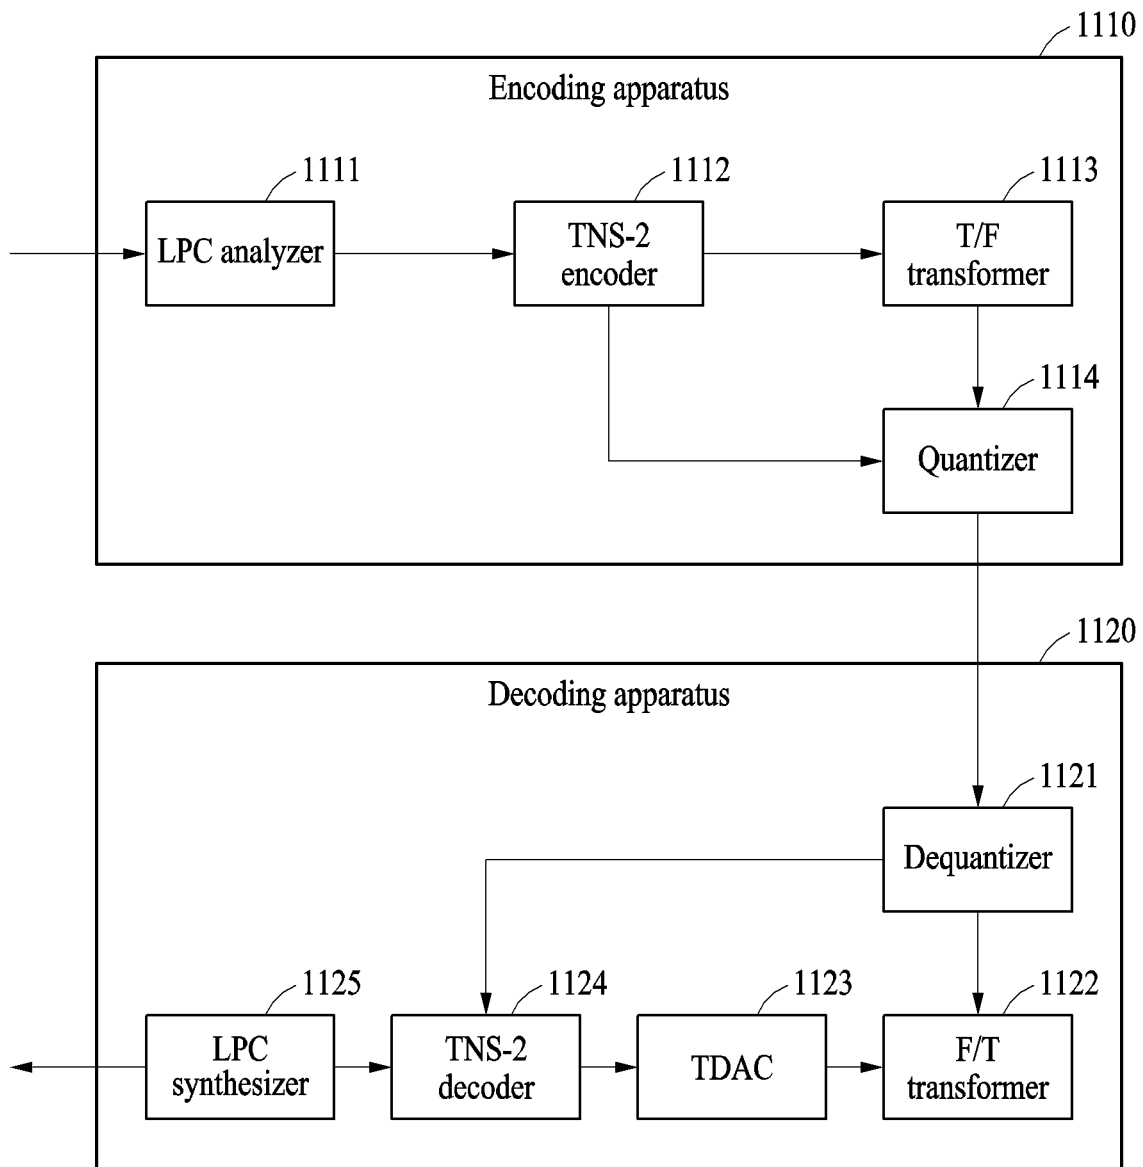 1110
Encoding apparatus
1111
1112
1113
LPC analyzer
TNS-2
encoder
T/F
transformer
1114
Quantizer
1120
Decoding apparatus
1121
Dequantizer
1125
1124
1123
1122
LPC
synthesizer
TNS-2
decoder
TDAC
F/T
transformer